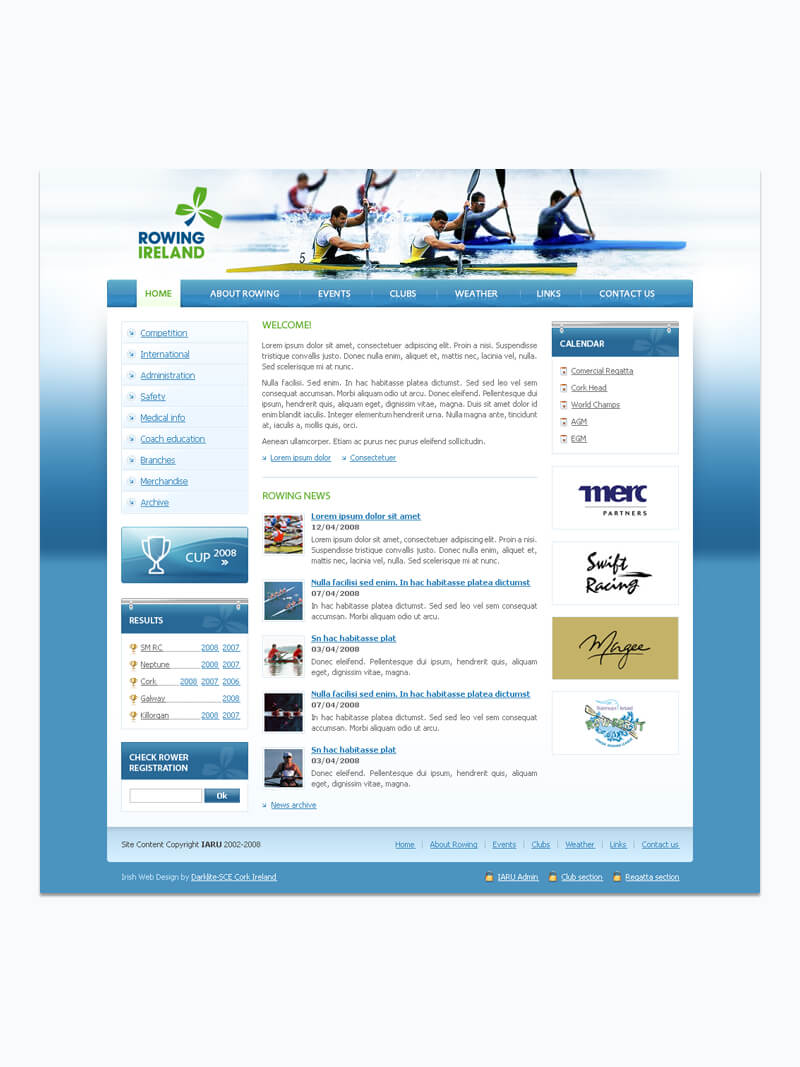 ROWING
IRELAND
5
HOME
ABOUT ROWING
EVENTS
CLUBS
WEATHER
LINKS
CONTACT US
Competition
International
Administration
Safety
Medical info
Coach education
Branches
Merchandise
Archive
CUP 2008 »
RESULTS
SM RC 2008 2007
Neptune 2008 2007
Cork 2008 2007 2006
Galway 2008
Killorgan 2008 2007
CHECK ROWER
REGISTRATION
Ok
WELCOME!
Lorem ipsum dolor sit amet, consectetuer adipiscing elit. Proin a nisi. Suspendisse
tristique convallis justo. Donec nulla enim, aliquet et, mattis nec, lacinia vel, nulla.
Sed scelerisque mi at nunc.
Nulla facilisi. Sed enim. In hac habitasse platea dictumst. Sed sed leo vel sem
consequat accumsan. Morbi aliquam odio ut arcu. Donec eleifend. Pellentesque dui
ipsum, hendrerit quis, aliquam eget, dignissim vitae, magna. Duis sit amet dolor id
enim blandit iaculis. Integer elementum hendrerit urna. Nulla magna ante, tincidunt
at, iaculis a, mollis quis, orci.
Aenean ullamcorper. Etiam ac purus nec purus eleifend sollicitudin.
Lorem ipsum dolor
Consectetuer
ROWING NEWS
Lorem ipsum dolor sit amet
12/04/2008
Lorem ipsum dolor sit amet, consectetuer adipiscing elit. Proin a nisi.
Suspendisse tristique convallis justo. Donec nulla enim, aliquet et,
mattis nec, lacinia vel, nulla. Sed scelerisque mi at nunc.
Nulla facilisi sed enim. In hac habitasse platea dictumst
07/04/2008
In hac habitasse platea dictumst. Sed sed leo vel sem consequat
accumsan. Morbi aliquam odio ut arcu.
Sn hac habitasse plat
03/04/2008
Donec eleifend. Pellentesque dui ipsum, hendrerit quis, aliquam
eget, dignissim vitae, magna.
Nulla facilisi sed enim. In hac habitasse platea dictumst
07/04/2008
In hac habitasse platea dictumst. Sed sed leo vel sem consequat
accumsan. Morbi aliquam odio ut arcu.
Sn hac habitasse plat
03/04/2008
Donec eleifend. Pellentesque dui ipsum, hendrerit quis, aliquam
eget, dignissim vitae, magna.
News archive
CALENDAR
Comercial Regatta
Cork Head
World Champs
AGM
EGM
merc
PARTNERS
Swift
Racing
Magee
Site Content Copyright IARU 2002-2008
Home
About Rowing
Events
Clubs
Weather
Links
Contact us
Irish Web Design by Darklite-SCE Cork Ireland
IARU Admin
Club section
Regatta section